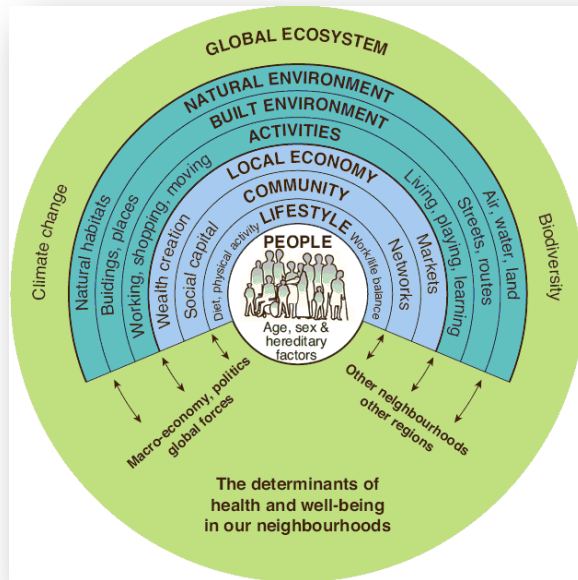 GLOBAL ECOSYSTEM
NATURAL ENVIRONMENT
BUILT ENVIRONMENT
ACTIVITIES
LOCAL ECONOMY
COMMUNITY
LIFESTYLE
PEOPLE
Age, sex &
hereditary
factors
Climate change
Natural habitats
Buidings, places
Working, shopping, moving
Wealth creation
Social capital
Diet, physical activity
Work/life balance
Networks
Markets
Living, playing, learning
Streets, routes
Air, water, land
Biodiversity
Macro-economy, politics
global forces
Other neighbourhoods
other regions
The determinants of
health and well-being
in our neighbourhoods